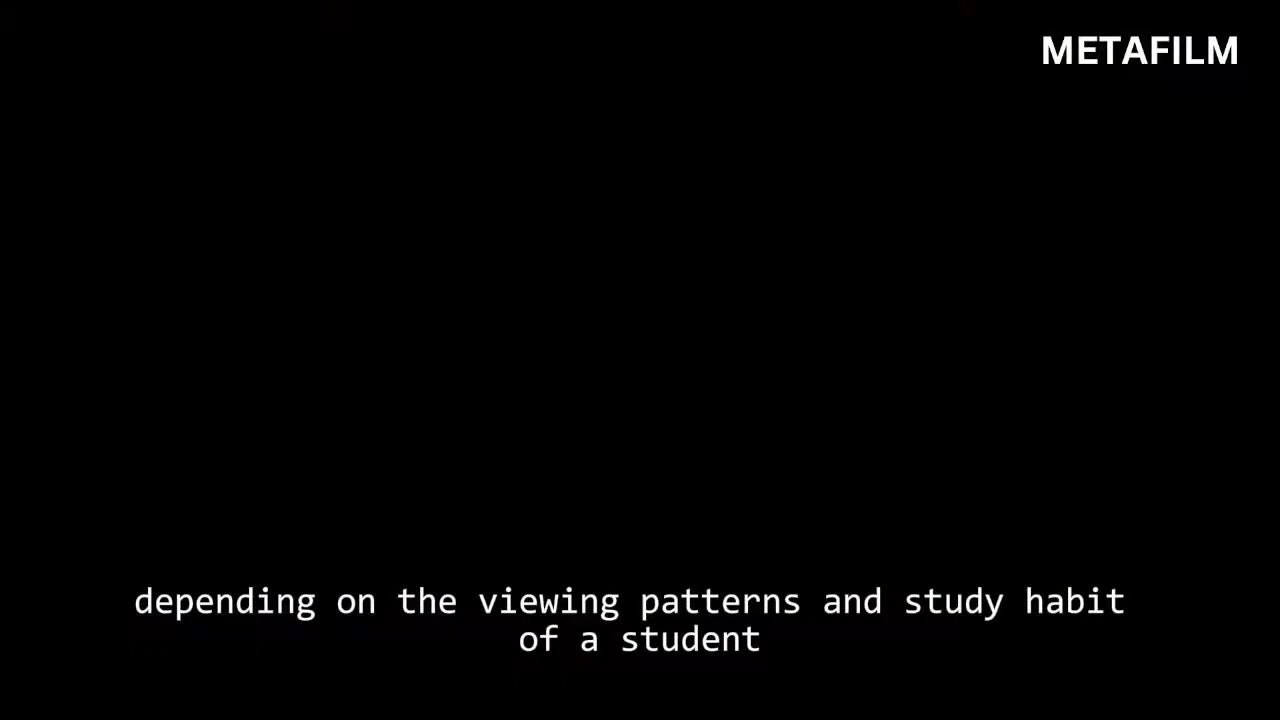 METAFILM
depending on the viewing patterns and study habit
of a student